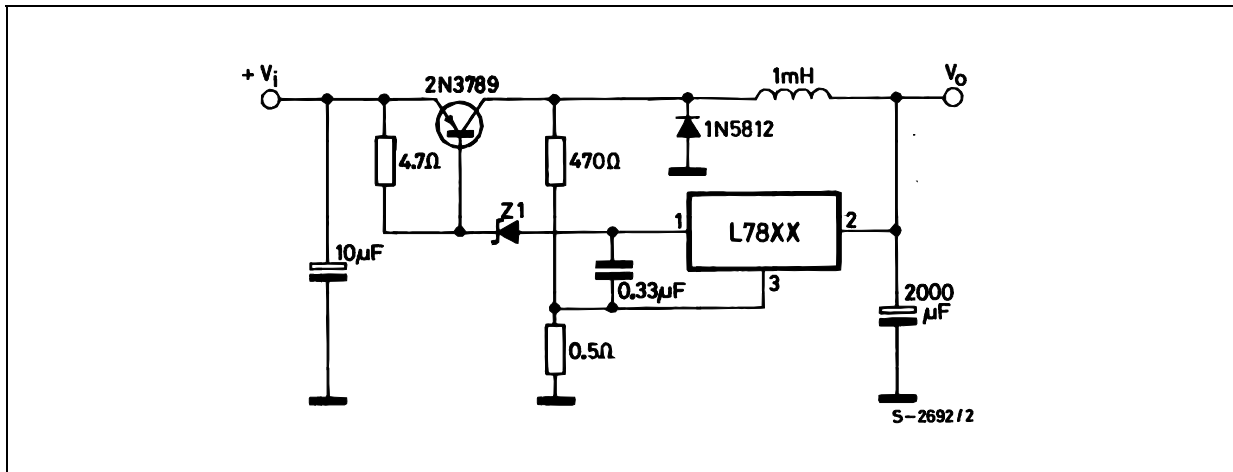 + Vi
2N3789
1mH
Vo
4.7Ω
470Ω
1N5812
Z1
1
L78XX
2
10µF
0.33µF
3
2000
µF
0.5Ω
S-2692/2